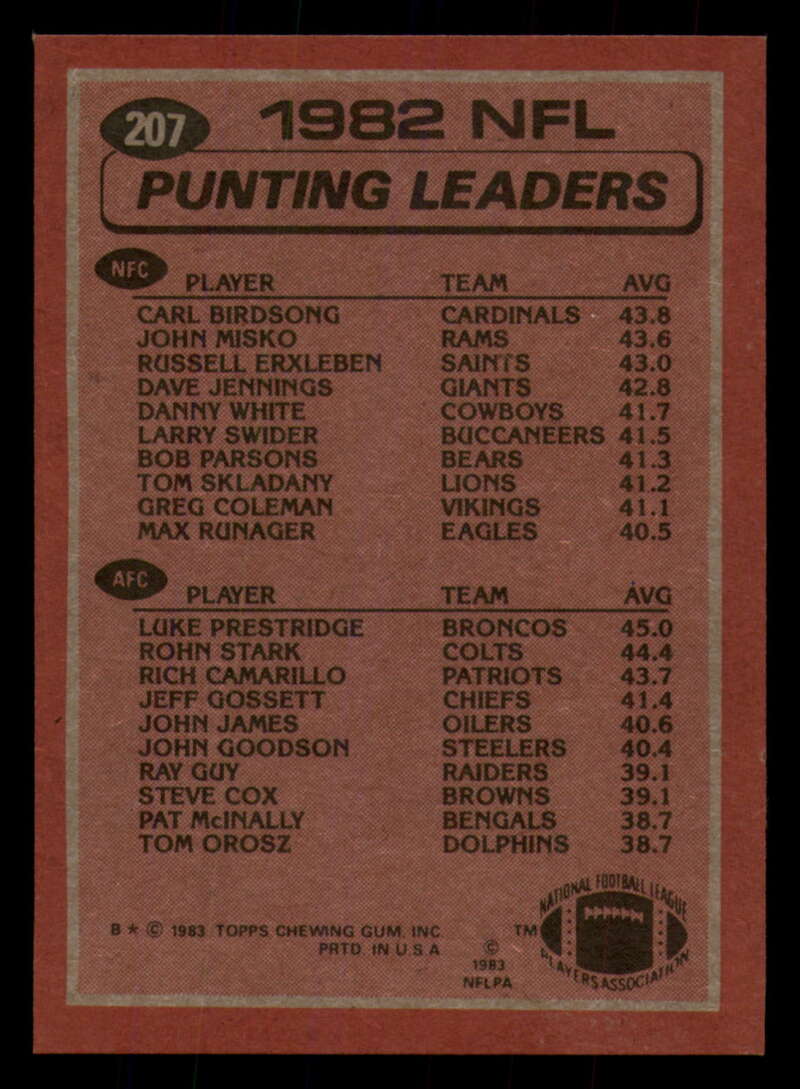 207 1982 NFL
PUNTING LEADERS
NFC PLAYER TEAM AVG
CARL BIRDSONG CARDINALS 43.8
JOHN MISKO RAMS 43.6
RUSSELL ERXLEBEN SAINTS 43.0
DAVE JENNINGS GIANTS 42.8
DANNY WHITE COWBOYS 41.7
LARRY SWIDER BUCCANEERS 41.5
BOB PARSONS BEARS 41.3
TOM SKLADANY LIONS 41.2
GREG COLEMAN VIKINGS 41.1
MAX RUNAGER EAGLES 40.5
AFC PLAYER TEAM AVG
LUKE PRESTRIDGE BRONCOS 45.0
ROHN STARK COLTS 44.4
RICH CAMARILLO PATRIOTS 43.7
JEFF GOSSETT CHIEFS 41.4
JOHN JAMES OILERS 40.6
JOHN GOODSON STEELERS 40.4
RAY GUY RAIDERS 39.1
STEVE COX BROWNS 39.1
PAT McINALLY BENGALS 38.7
TOM OROSZ DOLPHINS 38.7
B * © 1983 TOPPS CHEWING GUM, INC.
PRTD. IN U.S.A.
© 1983 NFLPA
TM
NATIONAL FOOTBALL LEAGUE
PLAYERS ASSOCIATION